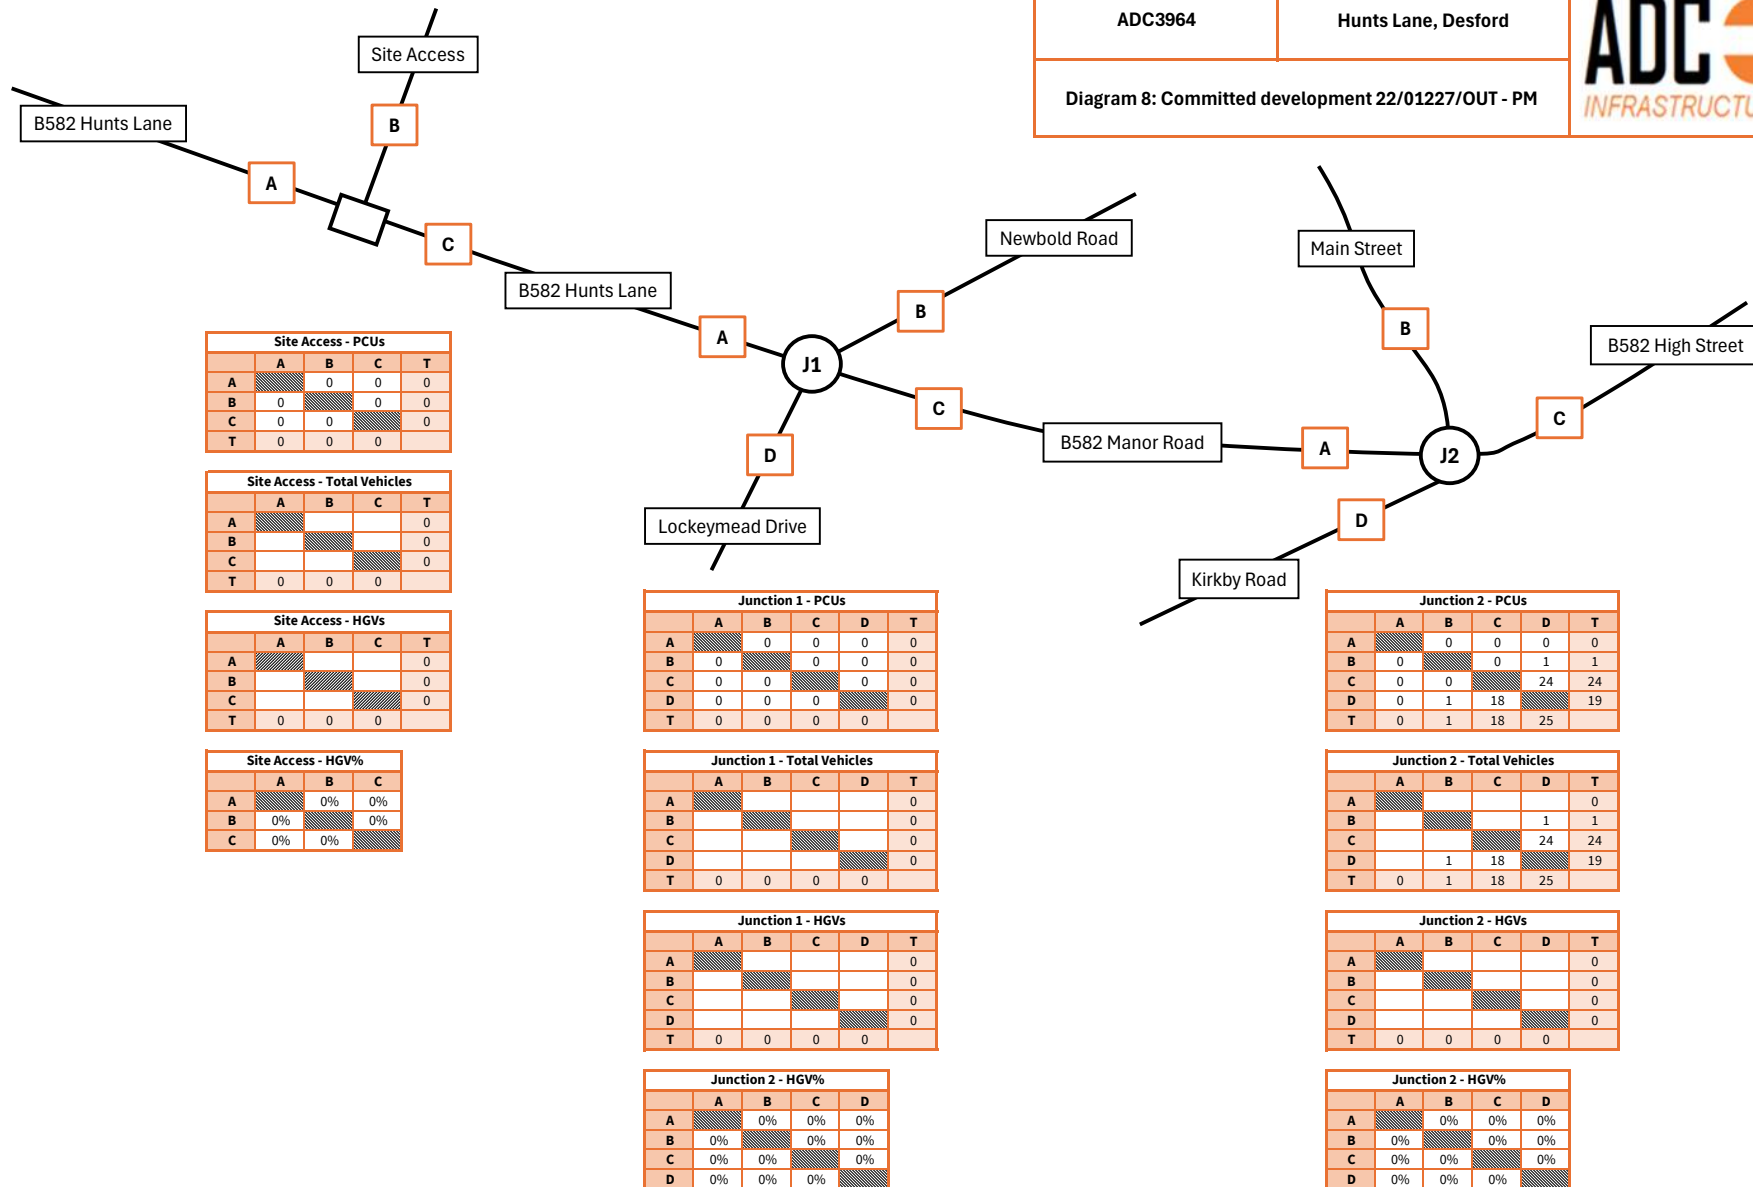 ADC3964
Hunts Lane, Desford
ADC
INFRASTRUCTU
Diagram 8: Committed development 22/01227/OUT - PM
Site Access
B582 Hunts Lane
B
A
C
B582 Hunts Lane
Newbold Road
Main Street
B582 High Street
A
B
J1
C
D
Lockeymead Drive
B582 Manor Road
A
B
J2
C
D
Kirkby Road
Site Access - PCUs
A B C T
A 0 0 0
B 0 0 0
C 0 0 0
T 0 0 0
Site Access - Total Vehicles
A B C T
A 0
B 0
C 0
T 0 0 0
Site Access - HGVs
A B C T
A 0
B 0
C 0
T 0 0 0
Site Access - HGV%
A B C
A 0% 0%
B 0% 0%
C 0% 0%
Junction 1 - PCUs
A B C D T
A 0 0 0 0
B 0 0 0 0
C 0 0 0 0
D 0 0 0 0
T 0 0 0 0
Junction 1 - Total Vehicles
A B C D T
A 0
B 0
C 0
D 0
T 0 0 0 0
Junction 1 - HGVs
A B C D T
A 0
B 0
C 0
D 0
T 0 0 0 0
Junction 2 - HGV%
A B C D
A 0% 0% 0%
B 0% 0% 0%
C 0% 0% 0%
D 0% 0% 0%
Junction 2 - PCUs
A B C D T
A 0 0 0 0
B 0 0 1 1
C 0 0 24 24
D 0 1 18 19
T 0 1 18 25
Junction 2 - Total Vehicles
A B C D T
A 0
B 1 1
C 24 24
D 1 18 19
T 0 1 18 25
Junction 2 - HGVs
A B C D T
A 0
B 0
C 0
D 0
T 0 0 0 0
Junction 2 - HGV%
A B C D
A 0% 0% 0%
B 0% 0% 0%
C 0% 0% 0%
D 0% 0% 0%